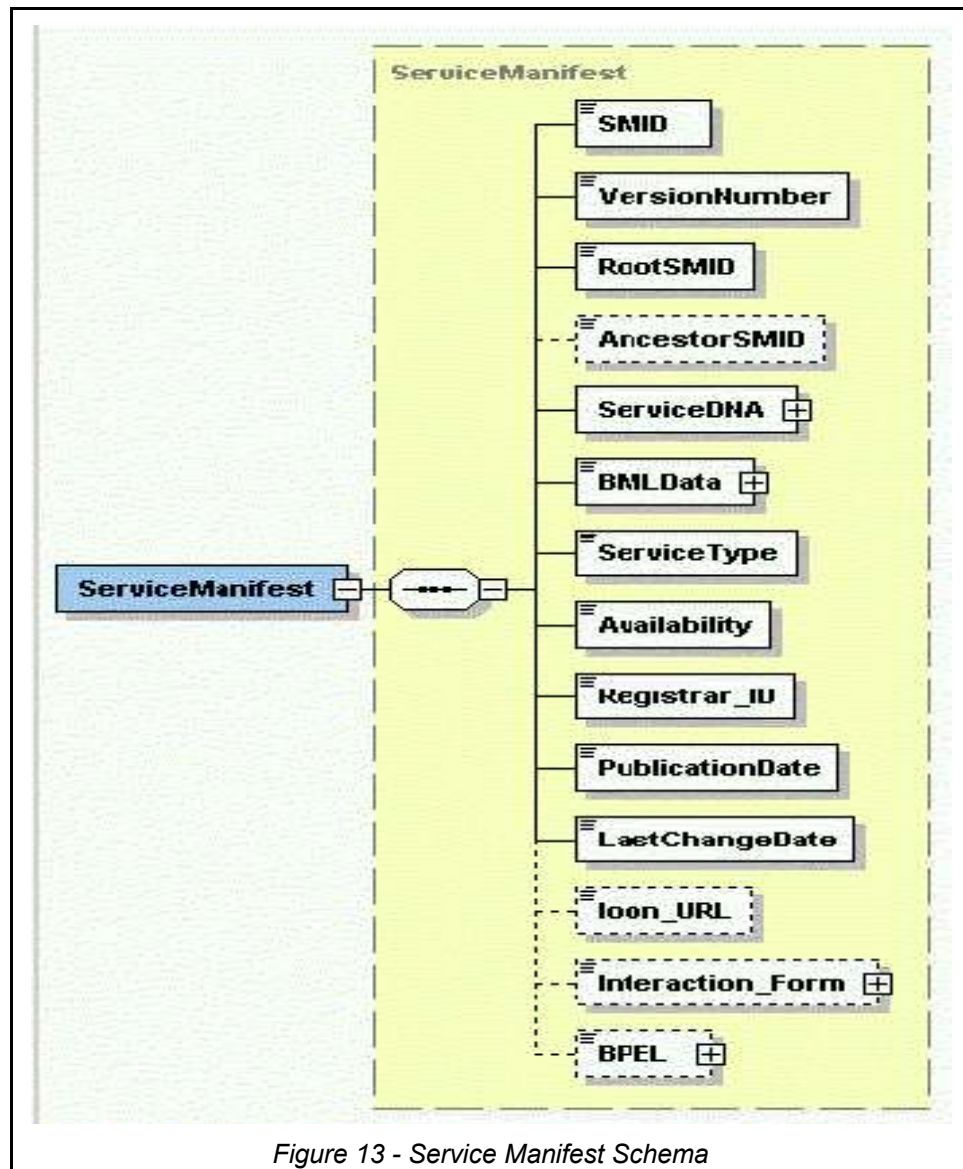 ServiceManifest
SMID
VersionNumber
RootSMID
AncestorSMID
ServiceDNA
BMLData
ServiceType
ServiceManifest
Availability
Registrar_ID
PublicationDate
LastChangeDate
Icon_URL
Interaction_Form
BPEL
Figure 13 - Service Manifest Schema